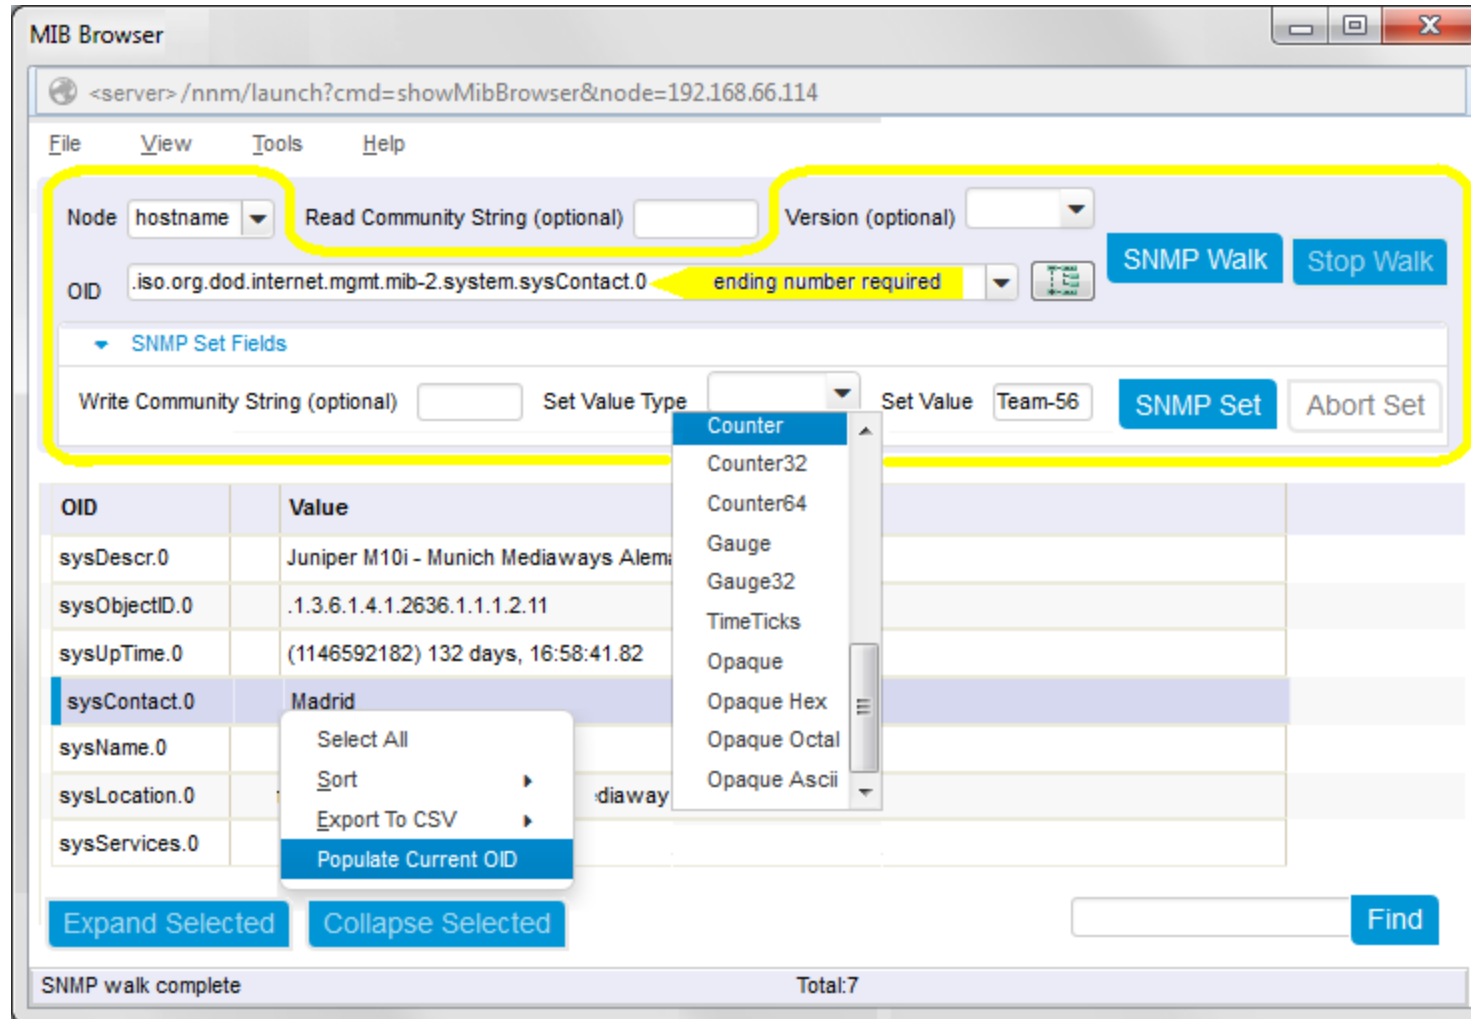 MIB Browser
<server>/nnm/launch?cmd=showMibBrowser&node=192.168.66.114
File View Tools Help
Node hostname Read Community String (optional) Version (optional)
SNMP Walk Stop Walk
OID .iso.org.dod.internet.mgmt.mib-2.system.sysContact.0 ending number required
SNMP Set Fields
Write Community String (optional) Set Value Type Set Value Team-56 SNMP Set Abort Set
Counter
Counter32
Counter64
Gauge
Gauge32
TimeTicks
Opaque
Opaque Hex
Opaque Octal
Opaque Ascii
OID Value
sysDescr.0 Juniper M10i - Munich Mediaways Alema
sysObjectID.0 .1.3.6.1.4.1.2636.1.1.1.2.11
sysUpTime.0 (1146592182) 132 days, 16:58:41.82
sysContact.0 Madrid
sysName.0
sysLocation.0 diaway
sysServices.0
Select All
Sort
Export To CSV
Populate Current OID
Expand Selected Collapse Selected Find
SNMP walk complete Total:7